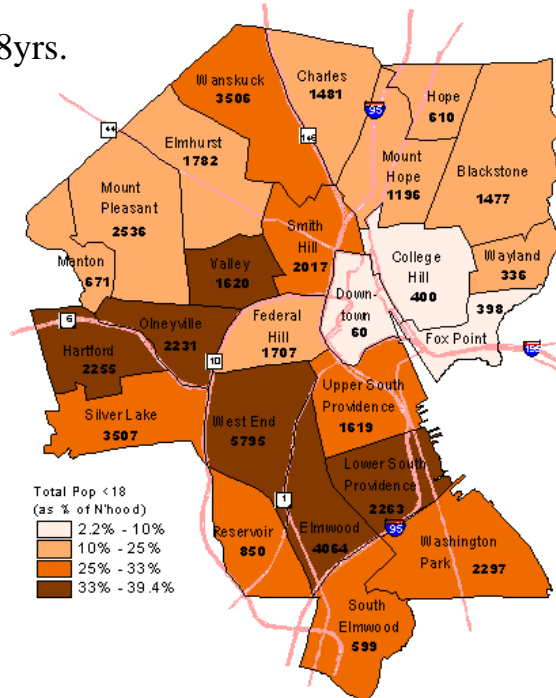 8yrs.
Wanskuck
3506
Charles
1481
Hope
610
95
44
146
Elmhurst
1782
Mount
Hope
1196
Blackstone
1477
Mount
Pleasant
2536
Smith
Hill
2017
College
Hill
400
Wayland
336
Manton
671
Valley
1620
Down-
town
60
398
Fox Point
195
6
Olneyville
2231
Federal
Hill
1707
Hartford
2255
10
Upper South
Providence
1619
Silver Lake
3507
West End
5795
Lower South
Providence
2263
1
95
Total Pop <18
(as % of N'hood)
2.2% - 10%
10% - 25%
25% - 33%
33% - 39.4%
Reservoir
850
Elmwood
4064
Washington
Park
2297
South
Elmwood
599